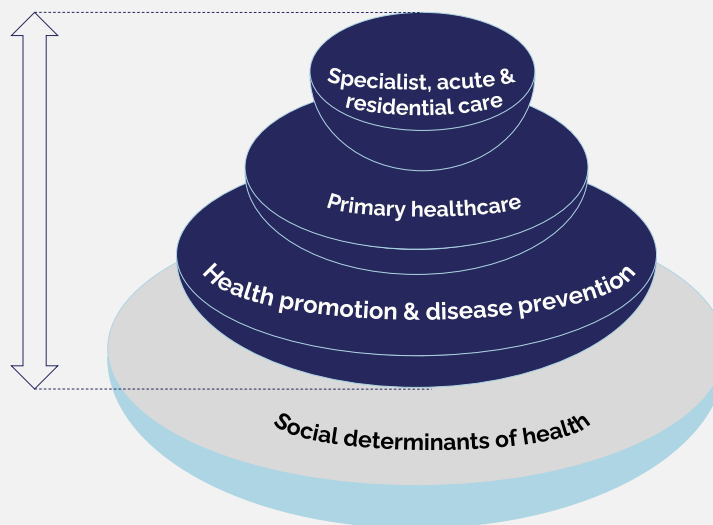 Specialist, acute &
residential care
Primary healthcare
Health promotion & disease prevention
Social determinants of health